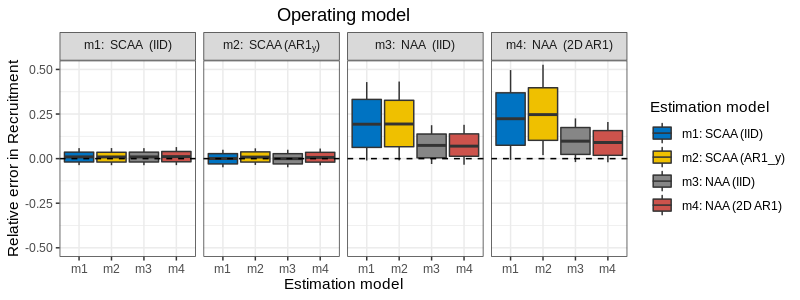 Operating model
m1: SCAA (IID)
m2: SCAA (AR1y)
m3: NAA (IID)
m4: NAA (2D AR1)
Relative error in Recruitment
0.50
0.25
0.00
-0.25
-0.50
m1 m2 m3 m4
m1 m2 m3 m4
m1 m2 m3 m4
m1 m2 m3 m4
Estimation model
Estimation model
m1: SCAA (IID)
m2: SCAA (AR1_y)
m3: NAA (IID)
m4: NAA (2D AR1)